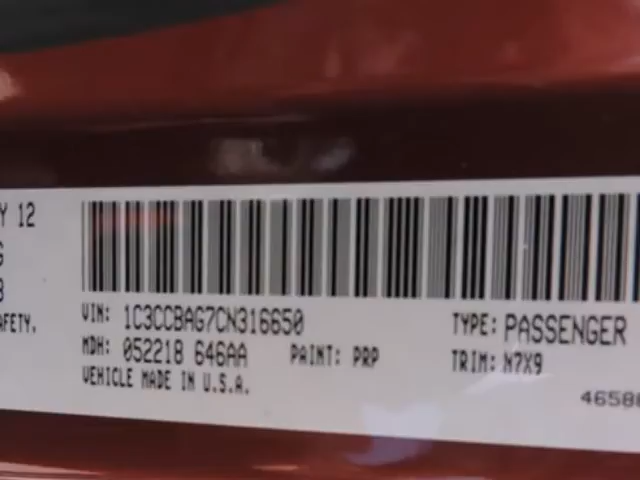 Y 12
G
AFETY.
VIN: 1C3CCBAG7CN316650
TYPE: PASSENGER
MDH: 052218 646AA
PAINT: PRP
TRIM: N7X9
VEHICLE MADE IN U.S.A.
4658